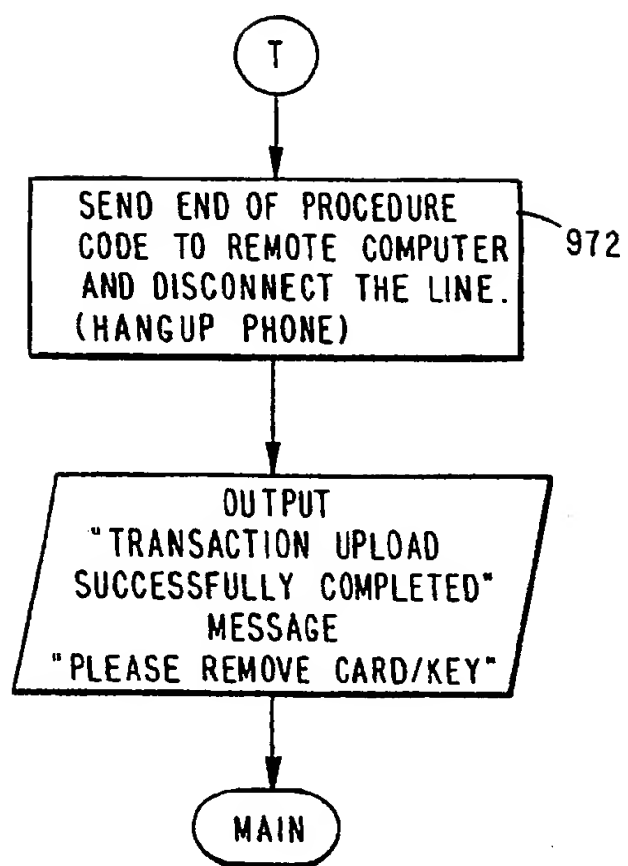 T
SEND END OF PROCEDURE
CODE TO REMOTE COMPUTER
AND DISCONNECT THE LINE.
(HANGUP PHONE)
972
OUTPUT
"TRANSACTION UPLOAD
SUCCESSFULLY COMPLETED"
MESSAGE
"PLEASE REMOVE CARD/KEY"
MAIN